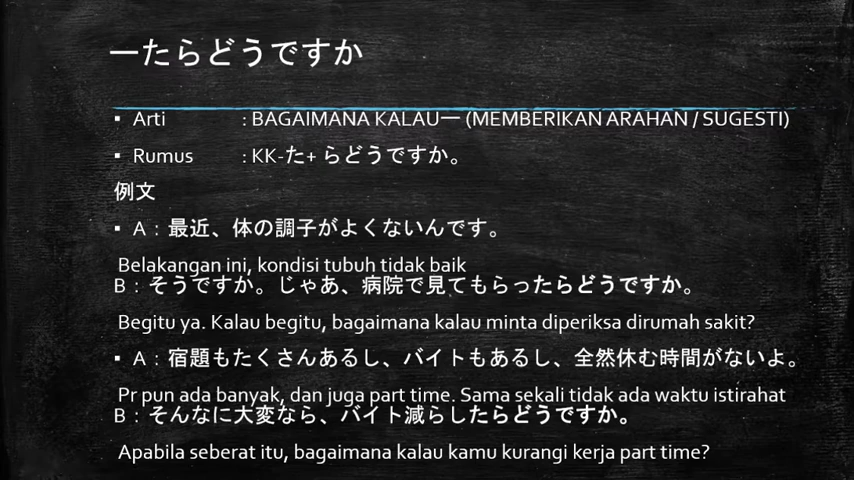 ーたらどうですか
▪ Arti : BAGAIMANA KALAUー (MEMBERIKAN ARAHAN / SUGESTI)
▪ Rumus : KK-た+ らどうですか。
例文
▪ A：最近、体の調子がよくないんです。
Belakangan ini, kondisi tubuh tidak baik
B：そうですか。じゃあ、病院で見てもらったらどうですか。
Begitu ya. Kalau begitu, bagaimana kalau minta diperiksa dirumah sakit?
▪ A：宿題もたくさんあるし、バイトもあるし、全然休む時間がないよ。
Pr pun ada banyak, dan juga part time. Sama sekali tidak ada waktu istirahat
B：そんなに大変なら、バイト減らしたらどうですか。
Apabila seberat itu, bagaimana kalau kamu kurangi kerja part time?